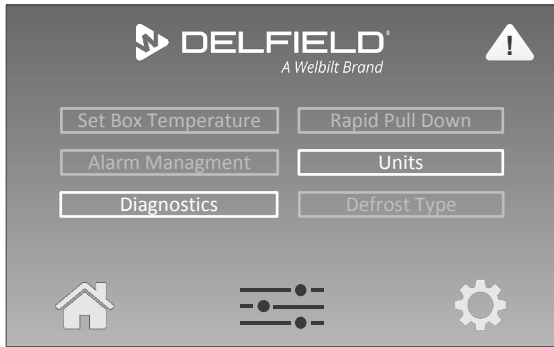 DELFIELD®
A Welbilt Brand
!
Set Box Temperature
Rapid Pull Down
Alarm Managment
Units
Diagnostics
Defrost Type